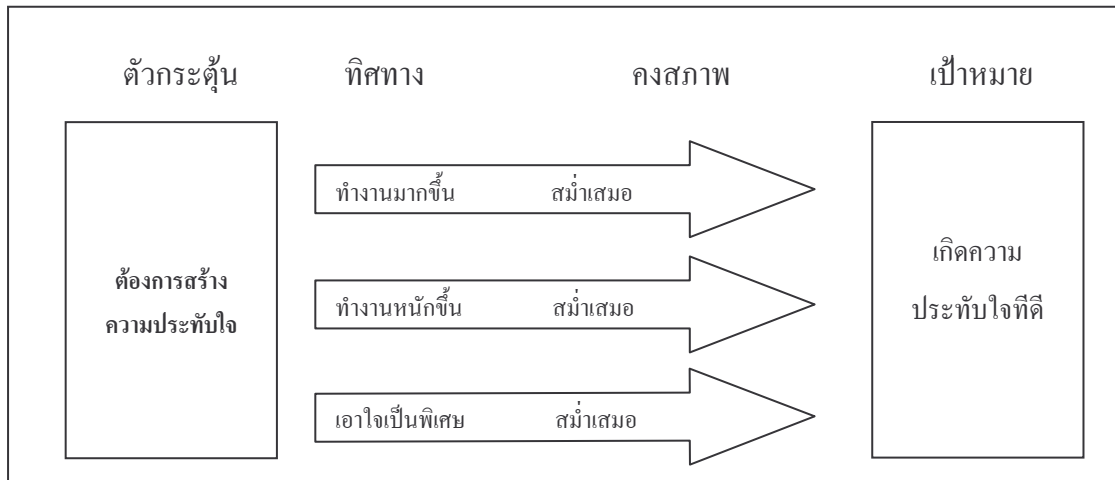 ตัวกระตุ้น ทิศทาง คงสภาพ เป้าหมาย
ทำงานมากขึ้น สม่ำเสมอ
ต้องการสร้าง
ความประทับใจ
ทำงานหนักขึ้น สม่ำเสมอ
เอาใจเป็นพิเศษ สม่ำเสมอ
เกิดความ
ประทับใจทีดี